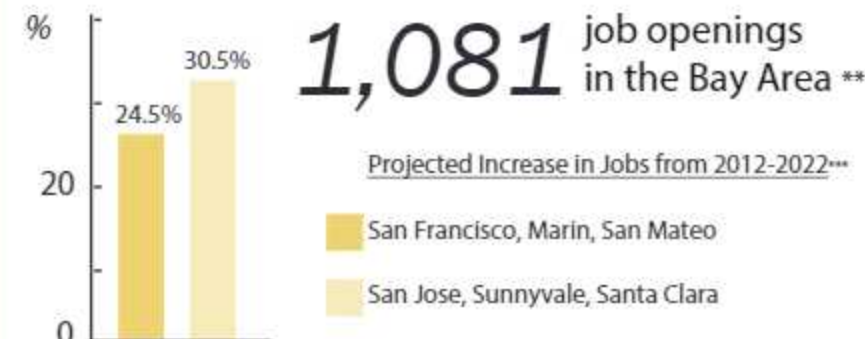 %
30.5%
24.5%
20
0
1,081
job openings
in the Bay Area **
Projected Increase in Jobs from 2012-2022***
San Francisco, Marin, San Mateo
San Jose, Sunnyvale, Santa Clara